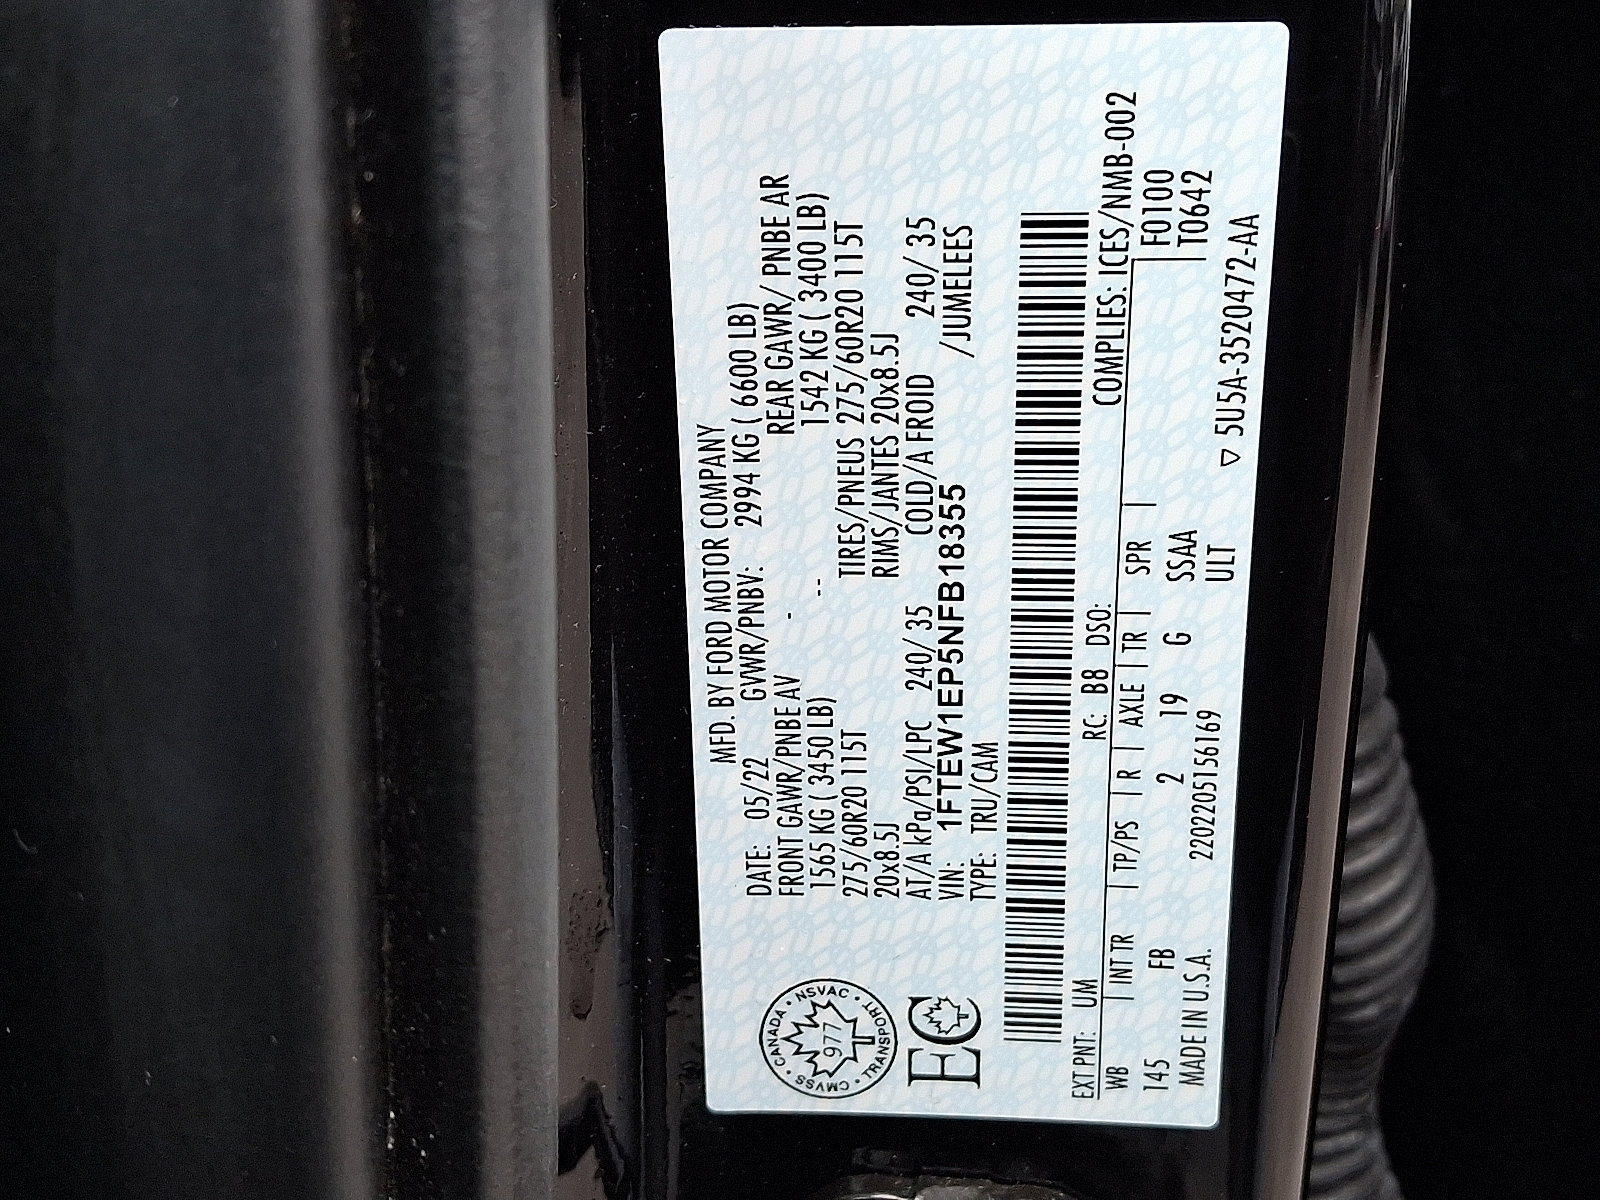 MFD. BY FORD MOTOR COMPANY
DATE: 05/22 GVWR/PNBV: 2994 KG ( 6600 LB)
FRONT GAWR/PNBE AV - REAR GAWR/ PNBE AR
1565 KG ( 3450 LB) -- 1542 KG ( 3400 LB)
275/60R20 115T TIRES/PNEUS 275/60R20 115T
20x8.5J RIMS/JANTES 20x8.5J
AT/A kPa/PSI/LPC 240/ 35 COLD/A FROID 240/ 35
VIN: 1FTEW1EP5NFB18355 /JUMELEES
TYPE: TRU/CAM
CANADA • NSVAC • TRANSPORT • CMVSS •
977
EC
COMPLIES: ICES/NMB-002
EXT PNT: UM RC: B8 DSO:
F0100
WB | INT TR | TP/PS | R | AXLE | TR | SPR |
T0642
145 FB 2 19 G SSAA
MADE IN U.S.A. 2202205156169 ULT
▽ 5U5A-3520472-AA